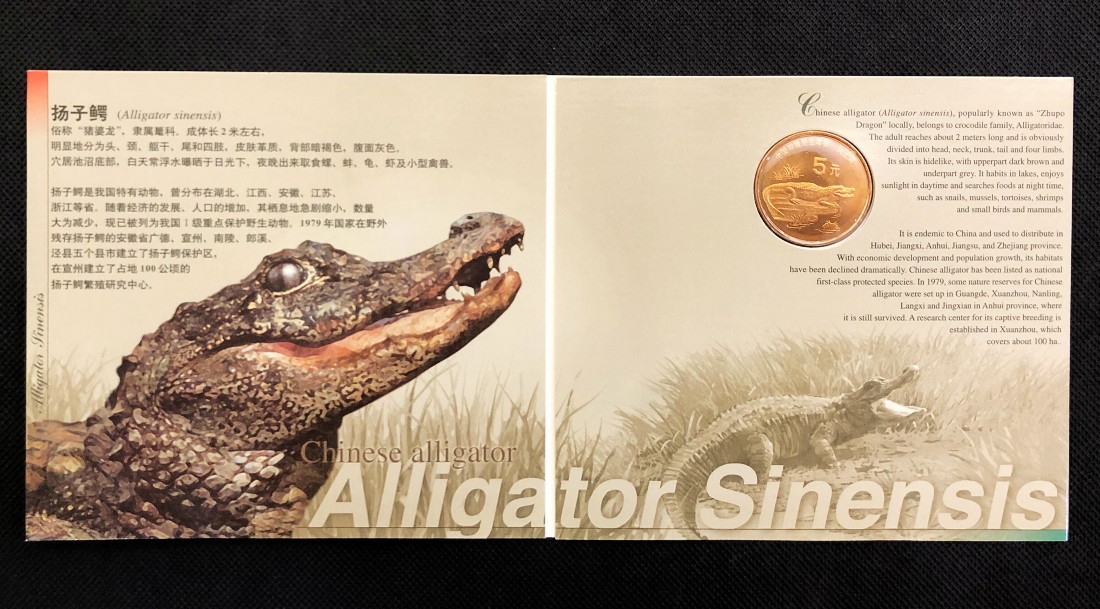 扬子鳄 (Alligator sinensis)
俗称“猪婆龙”，隶属鼍科。成体长2米左右，
明显地分为头、颈、躯干、尾和四肢。皮肤革质，背部暗褐色，腹面灰色。
穴居池沼底部，白天常浮水曝晒于日光下，夜晚出来取食螺、蚌、龟、虾及小型禽兽。
扬子鳄是我国特有动物，曾分布在湖北、江西、安徽、江苏、
浙江等省。随着经济的发展、人口的增加，其栖息地急剧缩小，数量
大为减少，现已被列为我国1级重点保护野生动物。1979年国家在野外
残存扬子鳄的安徽省广德、宣州、南陵、郎溪、
泾县五个县市建立了扬子鳄保护区，
在宣州建立了占地100公顷的
扬子鳄繁殖研究中心。
Alligator Sinensis
Chinese alligator
Alligator Sinensis
Chinese alligator (Alligator sinensis), popularly known as "Zhupo
Dragon" locally, belongs to crocodile family, Alligatoridae.
The adult reaches about 2 meters long and is obviously
divided into head, neck, trunk, tail and four limbs.
Its skin is hidelike, with upperpart dark brown and
underpart grey. It habits in lakes, enjoys
sunlight in daytime and searches foods at night time,
such as snails, mussels, tortoises, shrimps
and small birds and mammals.
5元
It is endemic to China and used to distribute in
Hubei, Jiangxi, Anhui, Jiangsu, and Zhejiang province.
With economic development and population growth, its habitats
have been declined dramatically. Chinese alligator has been listed as national
first-class protected species. In 1979, some nature reserves for Chinese
alligator were set up in Guangde, Xuanzhou, Nanling,
Langxi and Jingxian in Anhui province, where
it is still survived. A research center for its captive breeding is
established in Xuanzhou, which
covers about 100 ha.